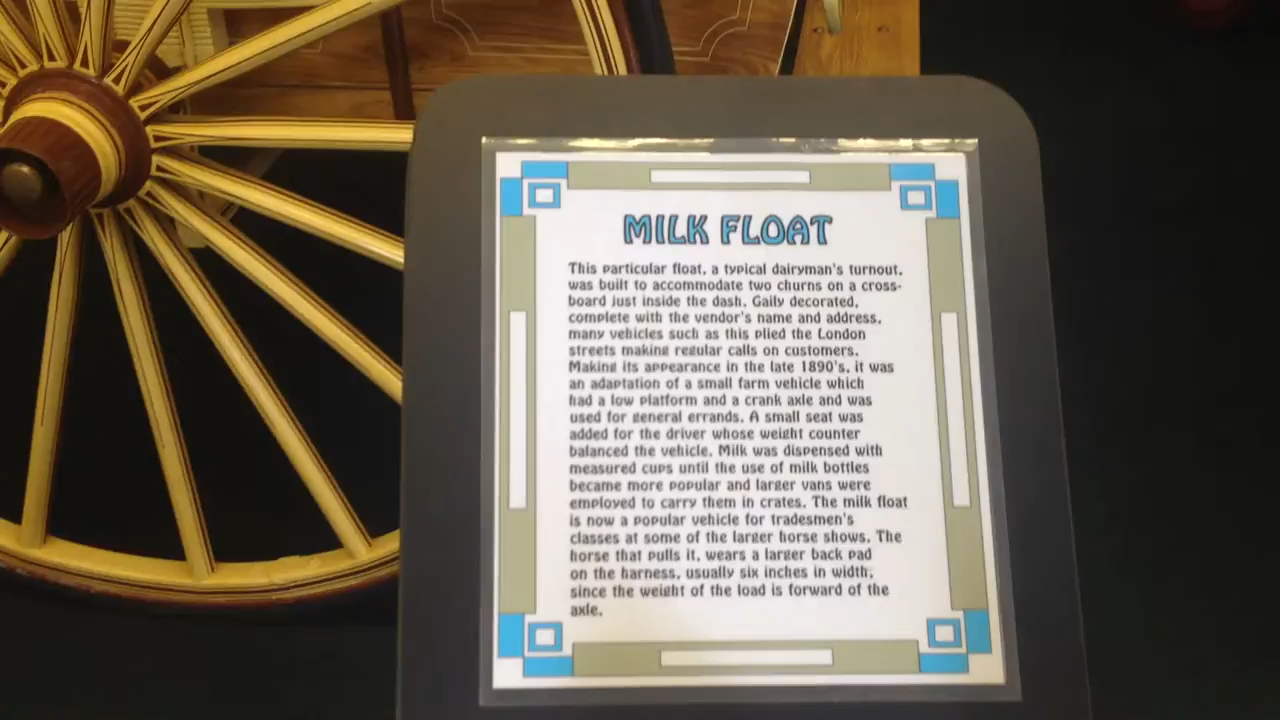 MILK FLOAT
This particular float, a typical dairyman's turnout,
was built to accommodate two churns on a cross-
board just inside the dash. Gaily decorated,
complete with the vendor's name and address,
many vehicles such as this plied the London
streets making regular calls on customers.
Making its appearance in the late 1890's, it was
an adaptation of a small farm vehicle which
had a low platform and a crank axle and was
used for general errands. A small seat was
added for the driver whose weight counter
balanced the vehicle. Milk was dispensed with
measured cups until the use of milk bottles
became more popular and larger vans were
employed to carry them in crates. The milk float
is now a popular vehicle for tradesmen's
classes at some of the larger horse shows. The
horse that pulls it, wears a larger back pad
on the harness, usually six inches in width,
since the weight of the load is forward of the
axle.